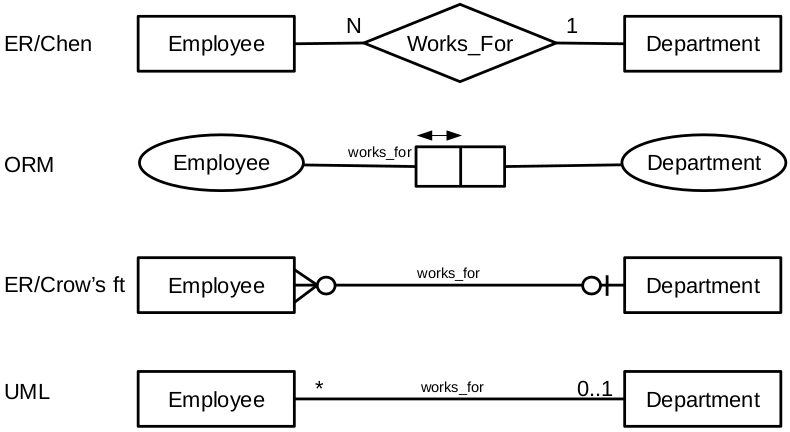 ER/Chen Employee N Works_For 1 Department
ORM Employee works_for Department
ER/Crow’s ft Employee works_for Department
UML Employee * works_for 0..1 Department